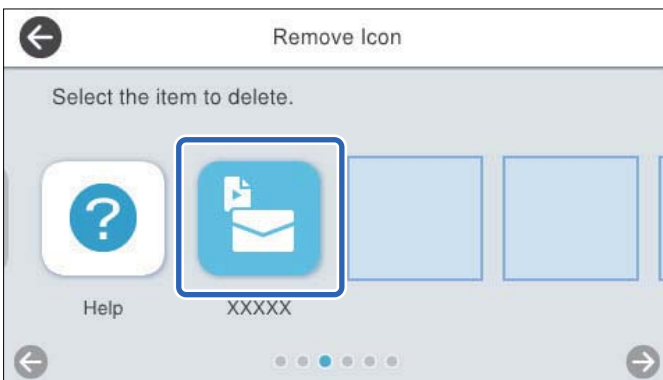 Remove Icon
Select the item to delete.
?
Help
XXXXX